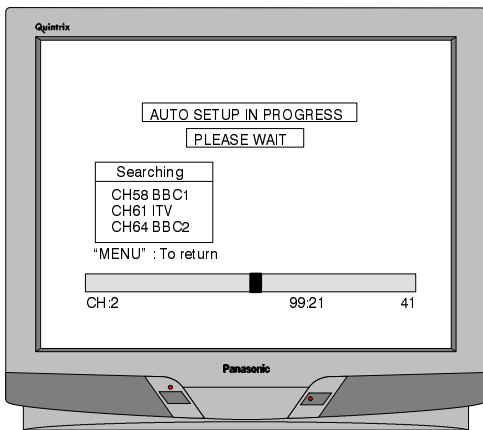 Quintrix
AUTO SETUP IN PROGRESS
PLEASE WAIT
Searching
CH58 BBC1
CH61 ITV
CH64 BBC2
“MENU” : To return
CH:2 99:21 41
Panasonic